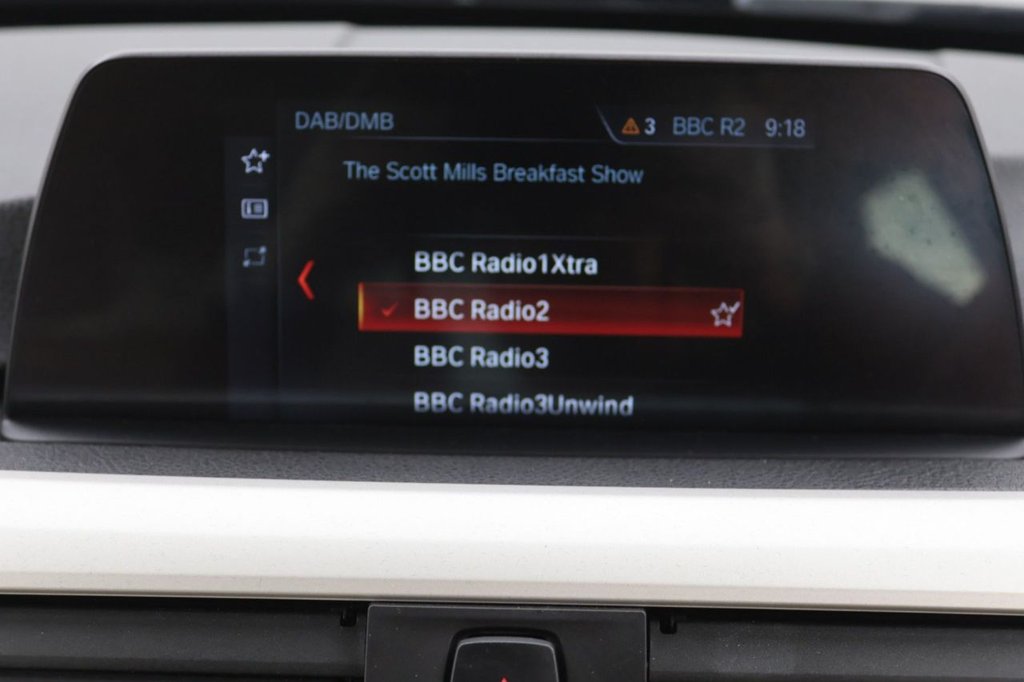 DAB/DMB
3 BBC R2 9:18
The Scott Mills Breakfast Show
BBC Radio1Xtra
BBC Radio2
BBC Radio3
BBC Radio3Unwind